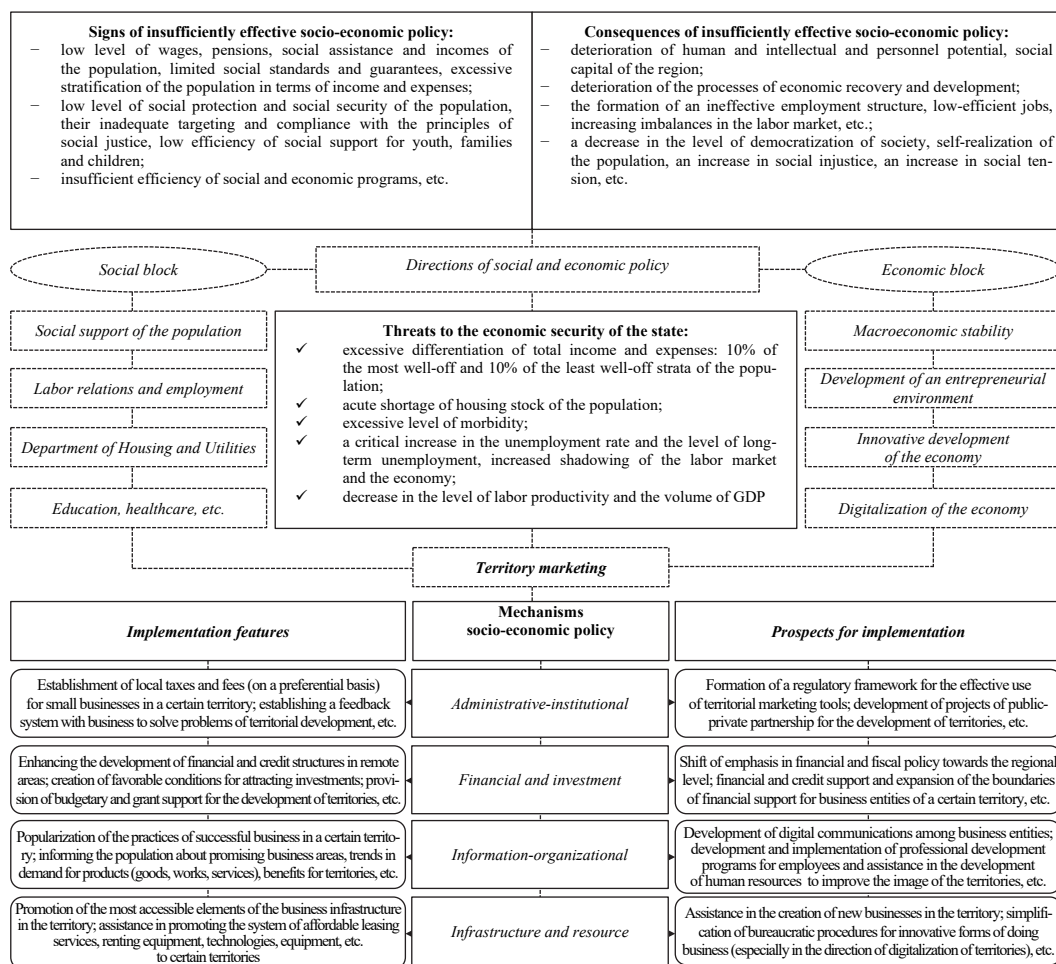 Signs of insufficiently effective socio-economic policy:
– low level of wages, pensions, social assistance and incomes of
the population, limited social standards and guarantees, excessive
stratification of the population in terms of income and expenses;
– low level of social protection and social security of the population,
their inadequate targeting and compliance with the principles of
social justice, low efficiency of social support for youth, families
and children;
– insufficient efficiency of social and economic programs, etc.
Consequences of insufficiently effective socio-economic policy:
– deterioration of human and intellectual and personnel potential, social
capital of the region;
– deterioration of the processes of economic recovery and development;
– the formation of an ineffective employment structure, low-efficient jobs,
increasing imbalances in the labor market, etc.;
– a decrease in the level of democratization of society, self-realization of
the population, an increase in social injustice, an increase in social ten-
sion, etc.
Social block
Directions of social and economic policy
Economic block
Social support of the population
Labor relations and employment
Department of Housing and Utilities
Education, healthcare, etc.
Threats to the economic security of the state:
✓ excessive differentiation of total income and expenses: 10% of
the most well-off and 10% of the least well-off strata of the popu-
lation;
✓ acute shortage of housing stock of the population;
✓ excessive level of morbidity;
✓ a critical increase in the unemployment rate and the level of long-
term unemployment, increased shadowing of the labor market
and the economy;
✓ decrease in the level of labor productivity and the volume of GDP
Macroeconomic stability
Development of an entrepreneurial
environment
Innovative development
of the economy
Digitalization of the economy
Territory marketing
Implementation features
Mechanisms
socio-economic policy
Prospects for implementation
Establishment of local taxes and fees (on a preferential basis)
for small businesses in a certain territory; establishing a feedback
system with business to solve problems of territorial development, etc.
Administrative-institutional
Formation of a regulatory framework for the effective use
of territorial marketing tools; development of projects of public-
private partnership for the development of territories, etc.
Enhancing the development of financial and credit structures in remote
areas; creation of favorable conditions for attracting investments; provi-
sion of budgetary and grant support for the development of territories, etc.
Financial and investment
Shift of emphasis in financial and fiscal policy towards the regional
level; financial and credit support and expansion of the boundaries
of financial support for business entities of a certain territory, etc.
Popularization of the practices of successful business in a certain territo-
ry; informing the population about promising business areas, trends in
demand for products (goods, works, services), benefits for territories, etc.
Information-organizational
Development of digital communications among business entities;
development and implementation of professional development
programs for employees and assistance in the development
of human resources to improve the image of the territories, etc.
Promotion of the most accessible elements of the business infrastructure
in the territory; assistance in promoting the system of affordable leasing
services, renting equipment, technologies, equipment, etc.
to certain territories
Infrastructure and resource
Assistance in the creation of new businesses in the territory; simplifi-
cation of bureaucratic procedures for innovative forms of doing
business (especially in the direction of digitalization of territories), etc.